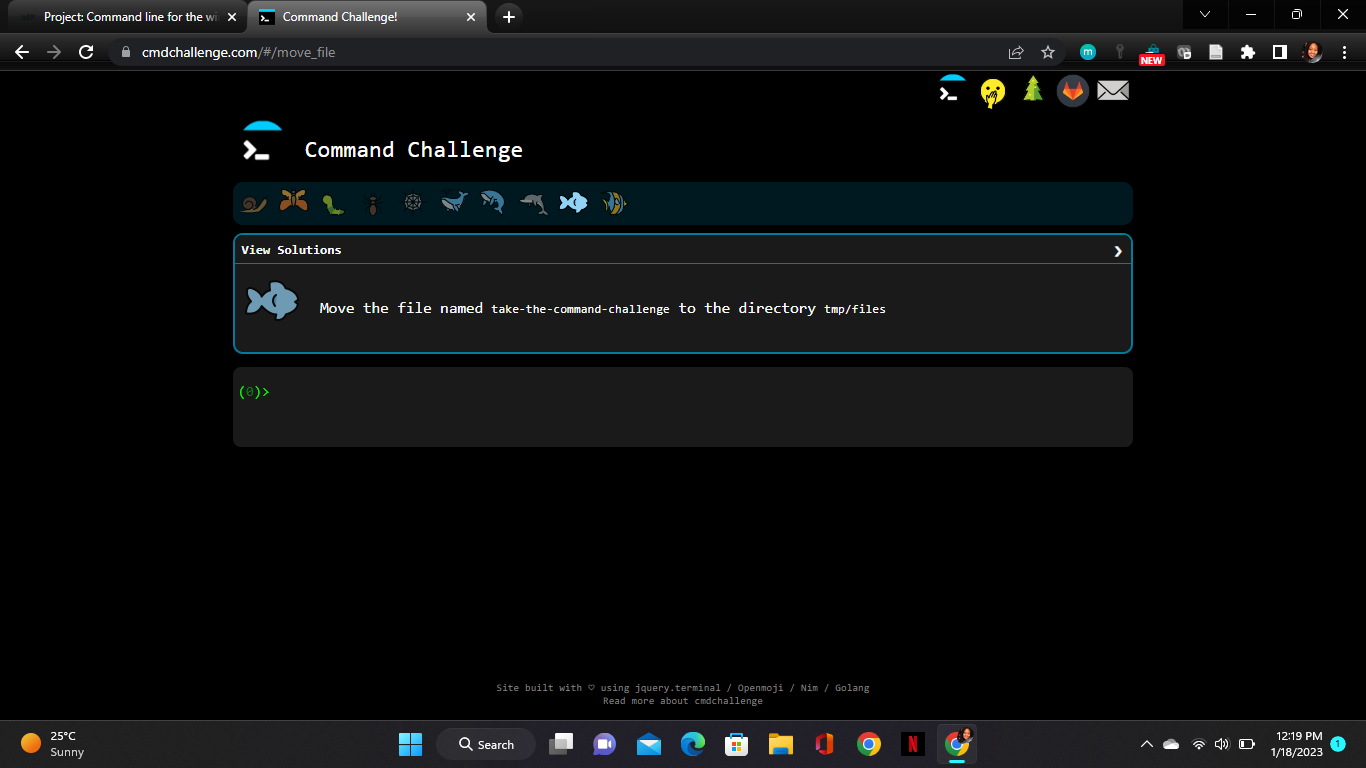 Project: Command line for the wi
Command Challenge!
cmdchallenge.com/#/move_file
m
NEW
Command Challenge
View Solutions
Move the file named take-the-command-challenge to the directory tmp/files
(0)>
Site built with ♡ using jquery.terminal / Openmoji / Nim / Golang
Read more about cmdchallenge
25°C
Sunny
Search
N
12:19 PM
1/18/2023
1